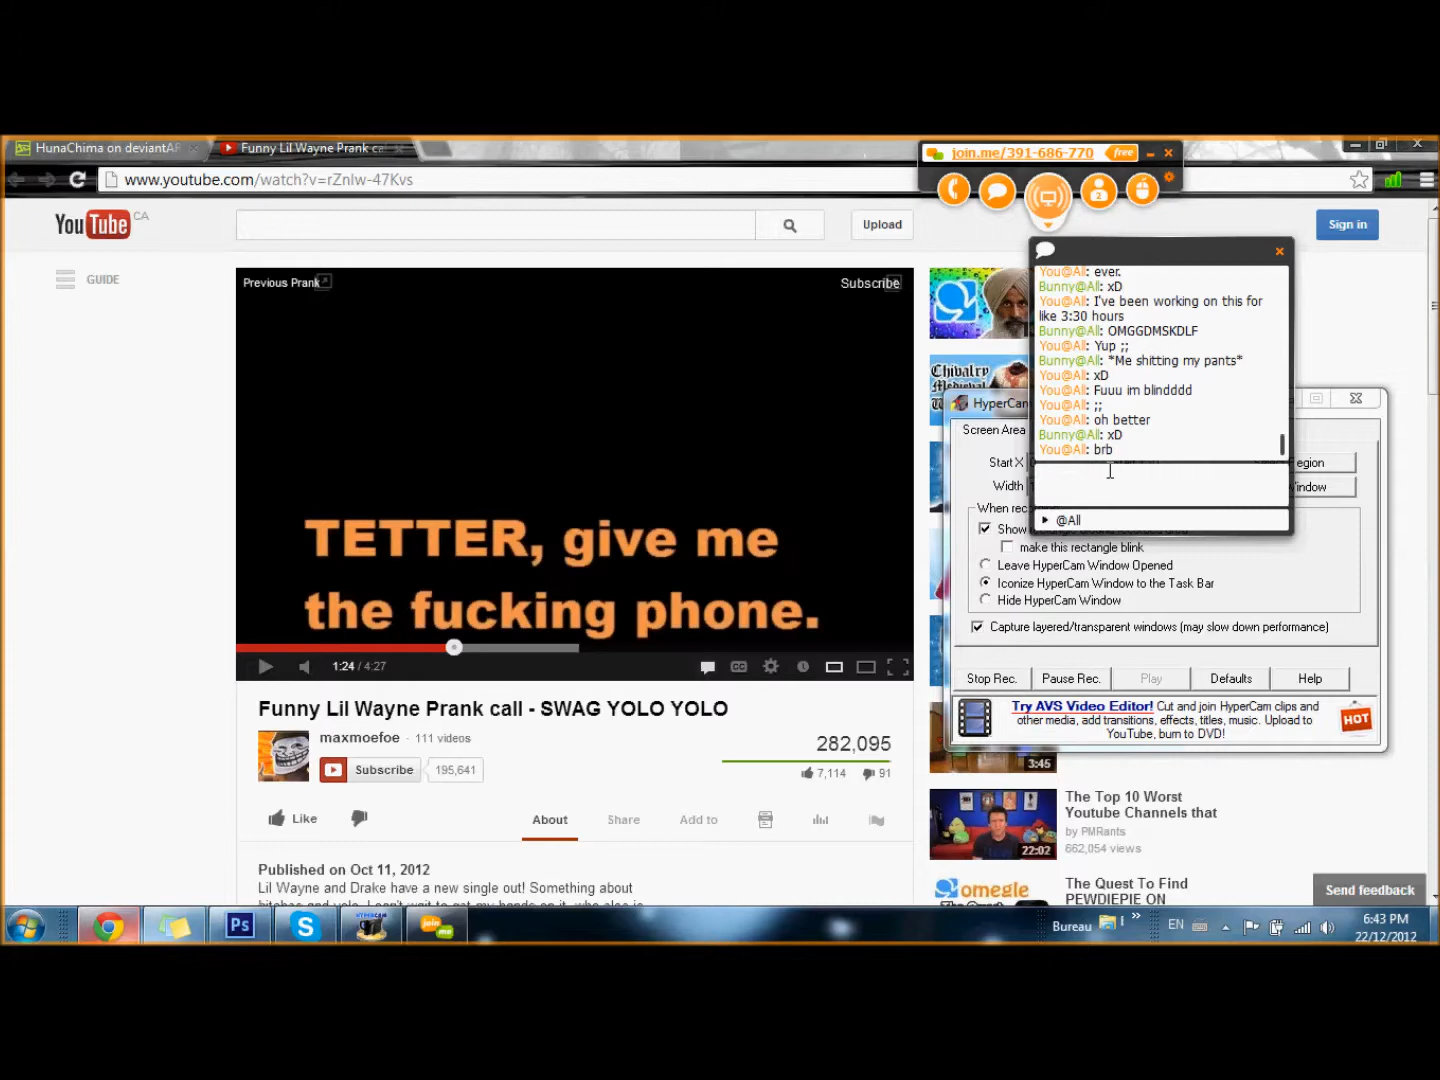 HunaChima on deviantAR
Funny Lil Wayne Prank ca
join.me/391-686-770
free
www.youtube.com/watch?v=rZnIw-47Kvs
2
YouTube CA
Upload
Sign in
GUIDE
Previous Prank
Subscribe
TETTER, give me
the fucking phone.
1:24 / 4:27
CC
You@All: ever.
Bunny@All: xD
You@All: I've been working on this for
like 3:30 hours
Bunny@All: OMGGDMSKDLF
You@All: Yup ;;
Bunny@All: *Me shitting my pants*
You@All: xD
You@All: Fuuu im blindddd
You@All: ;;
You@All: oh better
Bunny@All: xD
You@All: brb
@All
Chivalry
Medieval
HyperCam
Screen Area
Start X
Width
When recording
Show
make this rectangle blink
Leave HyperCam Window Opened
Iconize HyperCam Window to the Task Bar
Hide HyperCam Window
Capture layered/transparent windows (may slow down performance)
Stop Rec.
Pause Rec.
Play
Defaults
Help
Try AVS Video Editor! Cut and join HyperCam clips and
other media, add transitions, effects, titles, music. Upload to
YouTube, burn to DVD!
HOT
Funny Lil Wayne Prank call - SWAG YOLO YOLO
maxmoefoe · 111 videos
Subscribe
195,641
282,095
7,114
91
Like
About
Share
Add to
Published on Oct 11, 2012
Lil Wayne and Drake have a new single out! Something about
3:45
The Top 10 Worst
Youtube Channels that
by PMRants
662,054 views
22:02
omegle
The Quest To Find
PEWDIEPIE ON
Send feedback
Ps
HYPERCAM
join me
Bureau
EN
6:43 PM
22/12/2012